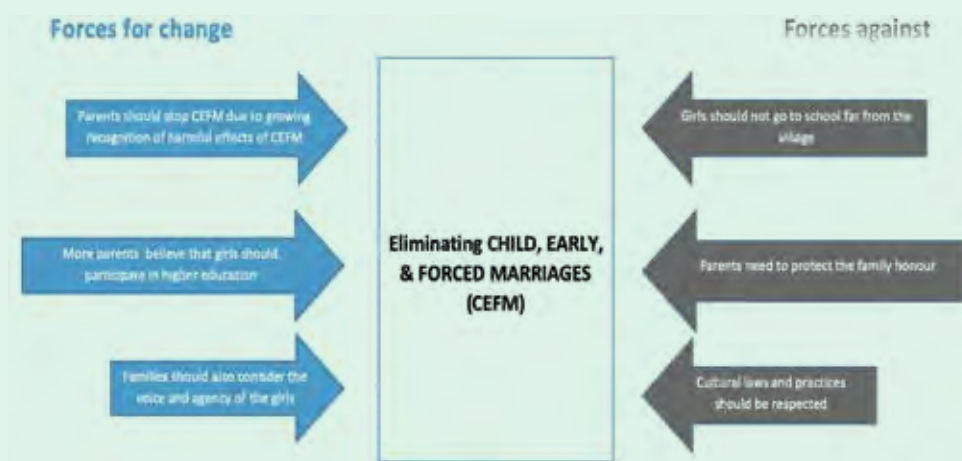 Forces for change
Forces against
Parents should stop CEFM due to growing
recognition of harmful effects of CEFM
Girls should not go to school far from the
village
More parents believe that girls should
participate in higher education
Eliminating CHILD, EARLY,
& FORCED MARRIAGES
(CEFM)
Parents need to protect the family honour
Families should also consider the
voice and agency of the girls
Cultural laws and practices
should be respected